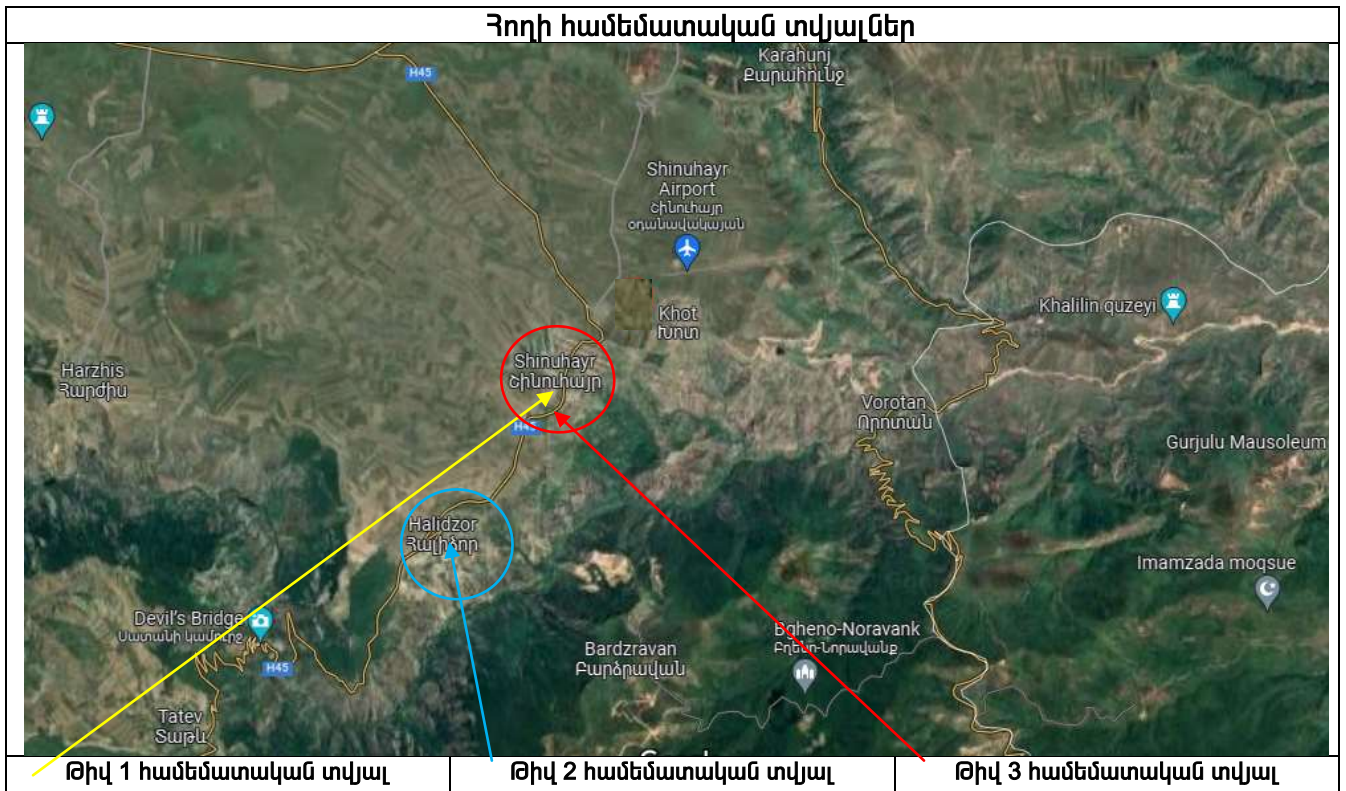 Հողի համեմատական տվյալներ
Karahunj
Քարահունջ
H45
Shinuhayr
Airport
Շինուհայր
օդանավակայան
Khalilin quzeyi
Khot
Խոտ
Shinuhayr
Շինուհայր
Harzhis
Հարժիս
Vorotan
Որոտան
H45
Gurjulu Mausoleum
Halidzor
Հալիձոր
Imamzada moqsue
Devil's Bridge
Սատանի կամուրջ
Bgheno-Noravank
Բղենո-Նորավանք
Bardzravan
Բարձրավան
H45
Tatev
Տաթև
Թիվ 1 համեմատական տվյալ
Թիվ 2 համեմատական տվյալ
Թիվ 3 համեմատական տվյալ